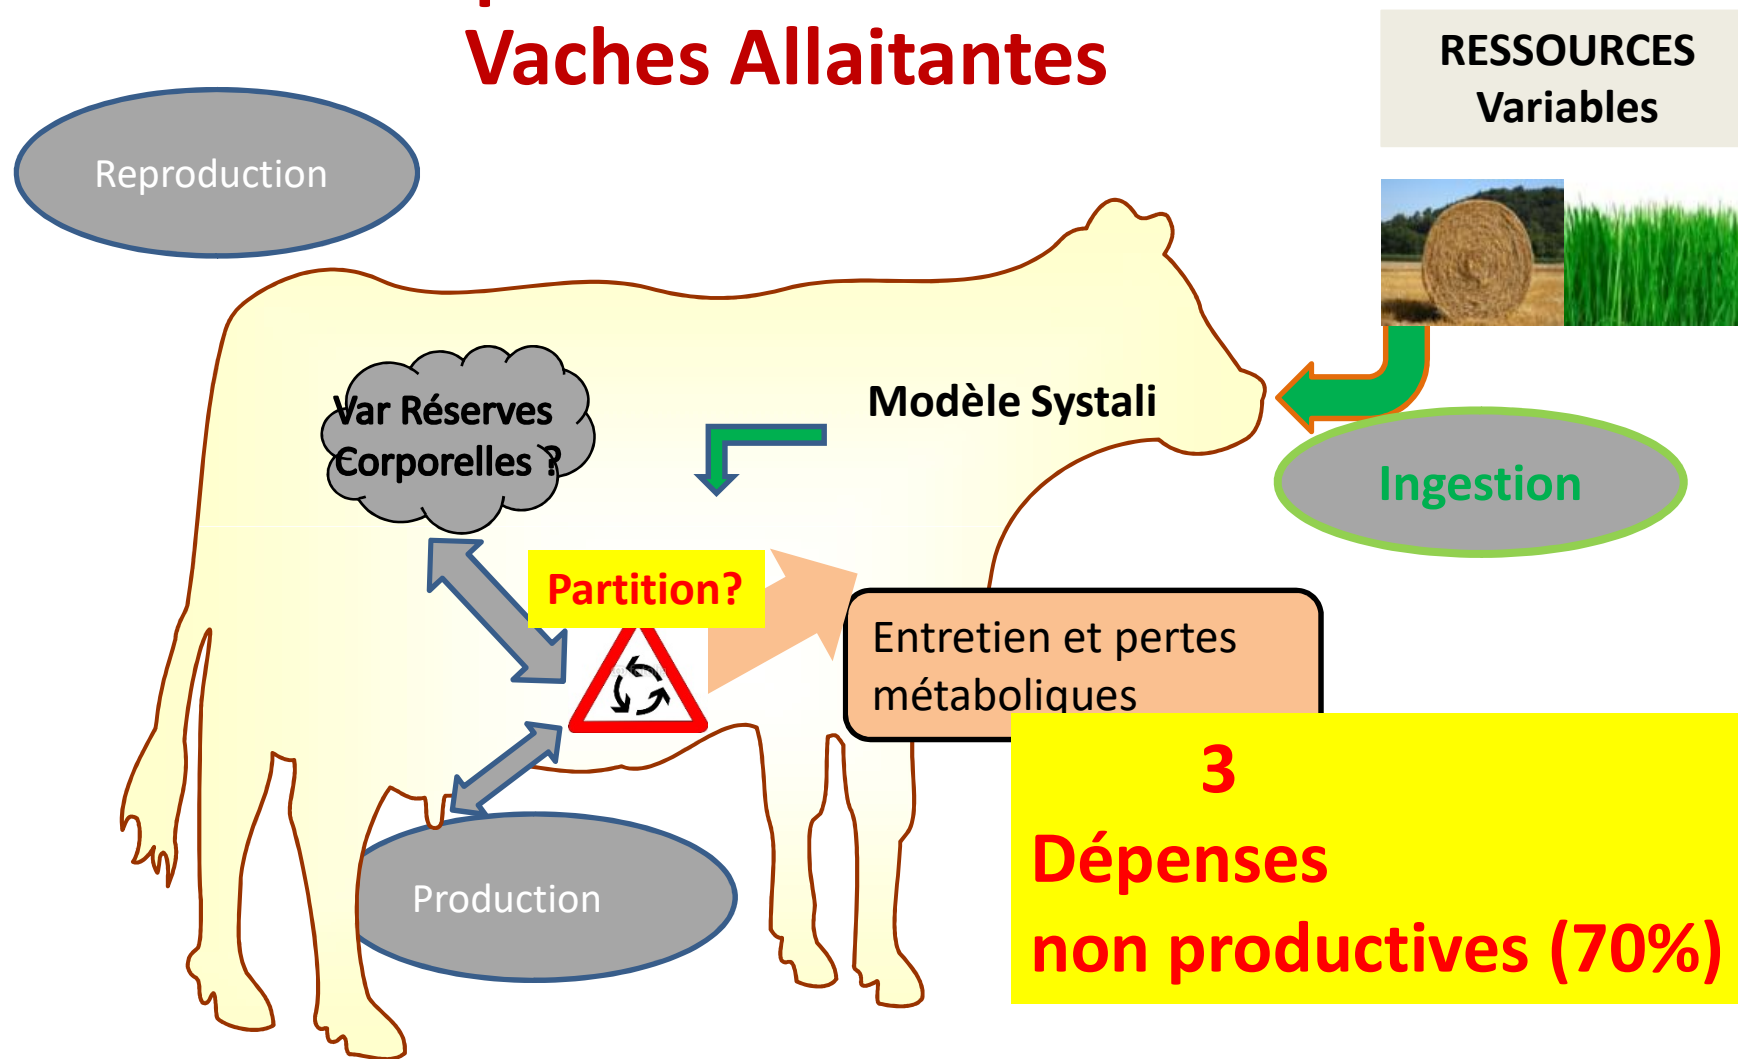 Vaches Allaitantes
RESSOURCES
Variables
Reproduction
Var Réserves
Corporelles ?
Modèle Systali
Ingestion
Partition?
Entretien et pertes
métaboliques
3
Dépenses
non productives (70%)
Production